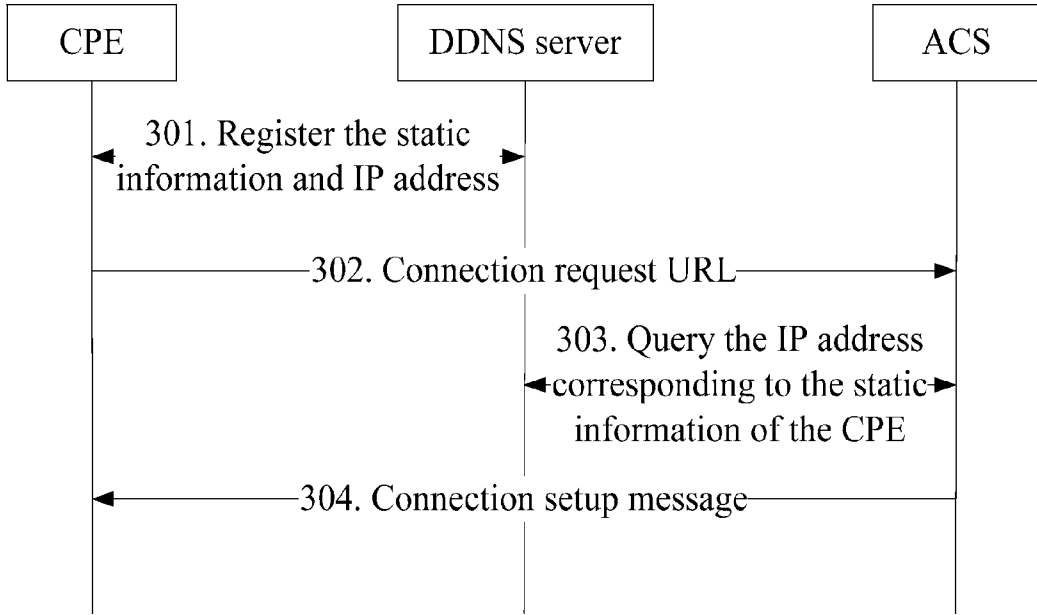 CPE
DDNS server
ACS
301. Register the static
information and IP address
302. Connection request URL
303. Query the IP address
corresponding to the static
information of the CPE
304. Connection setup message